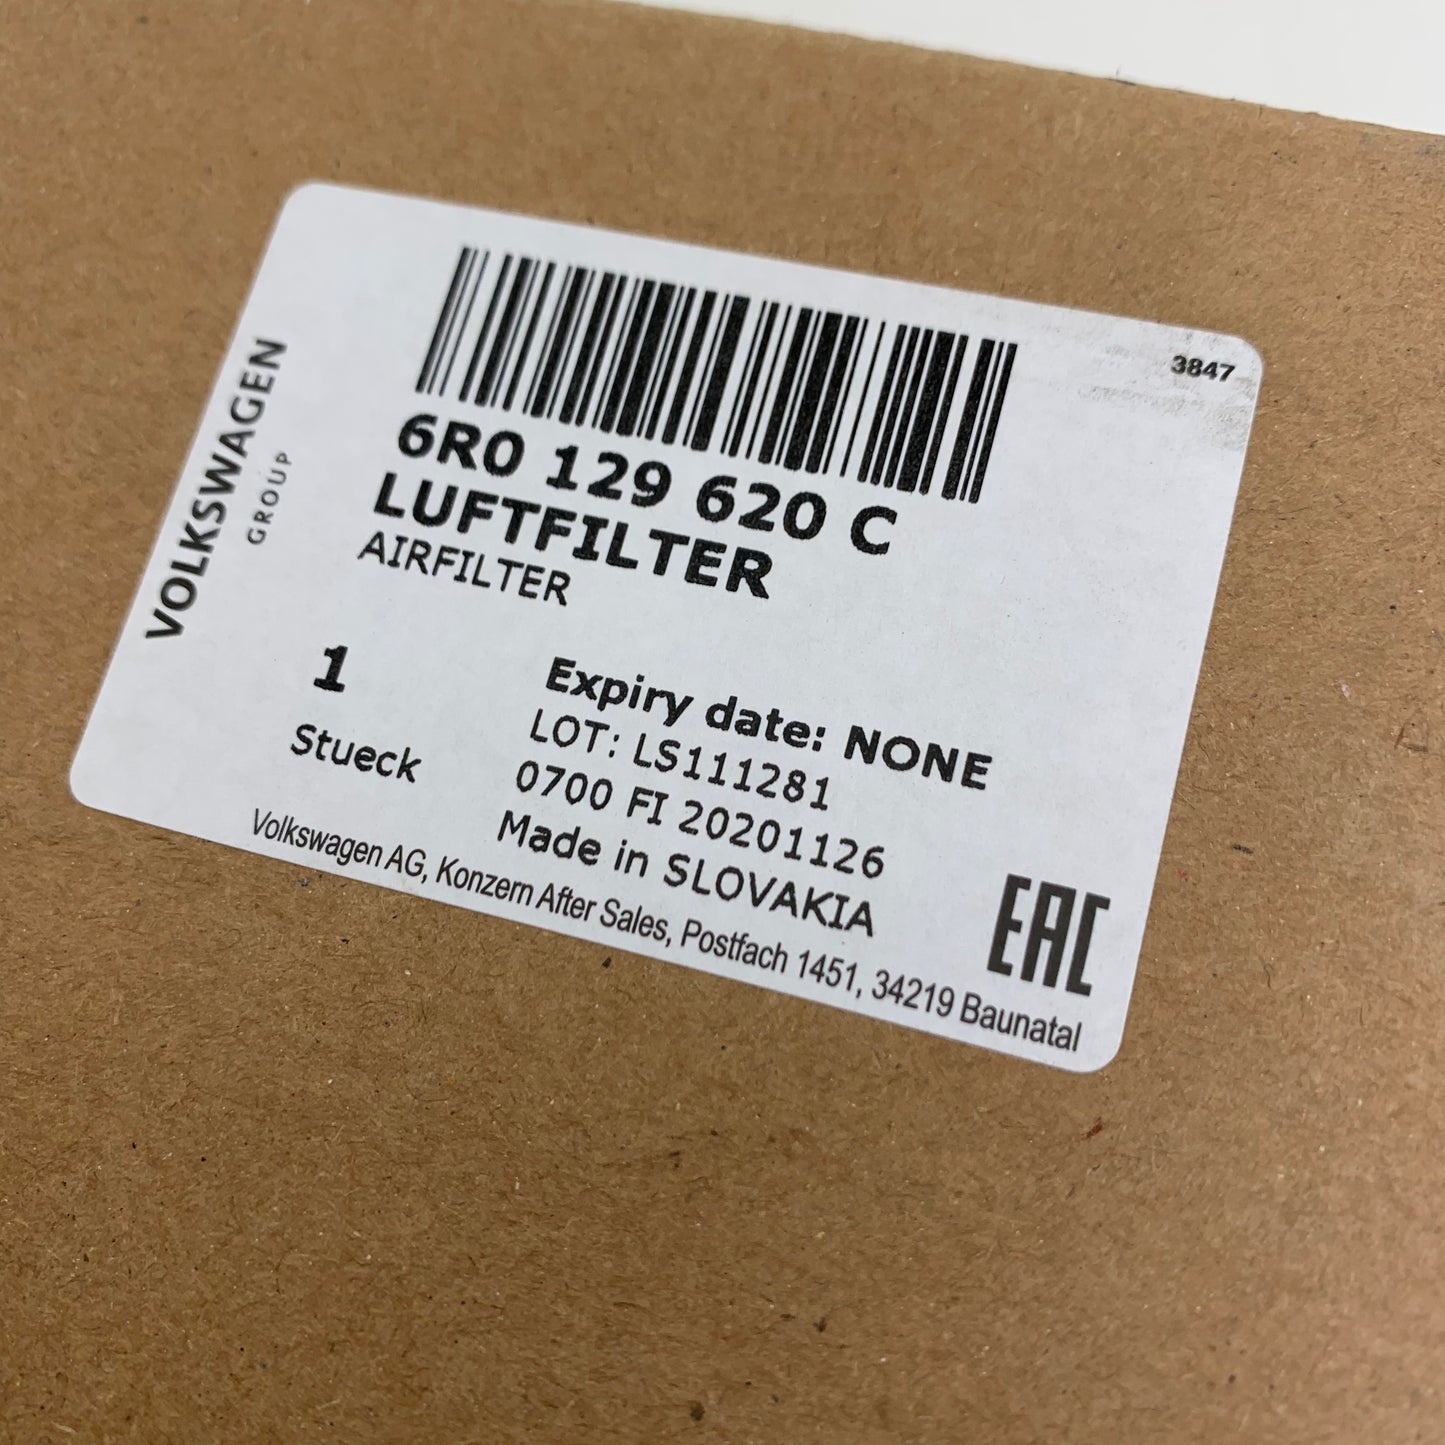 3847
VOLKSWAGEN
GROUP
6R0 129 620 C
LUFTFILTER
AIRFILTER
1
Stueck
Expiry date: NONE
LOT: LS111281
0700 FI 20201126
Made in SLOVAKIA
EAC
Volkswagen AG, Konzern After Sales, Postfach 1451, 34219 Baunatal